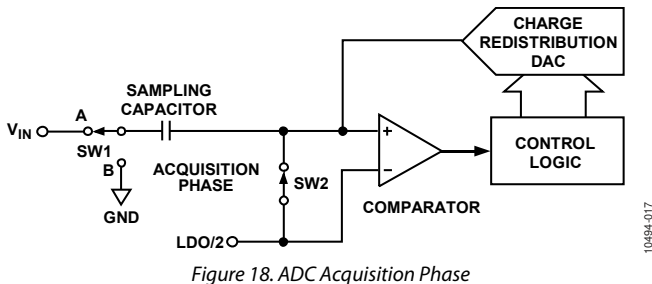 CHARGE
REDISTRIBUTION
DAC
SAMPLING
CAPACITOR
VIN
A
SW1
B
GND
ACQUISITION
PHASE
SW2
LDO/2
+
–
COMPARATOR
CONTROL
LOGIC
10494-017
Figure 18. ADC Acquisition Phase